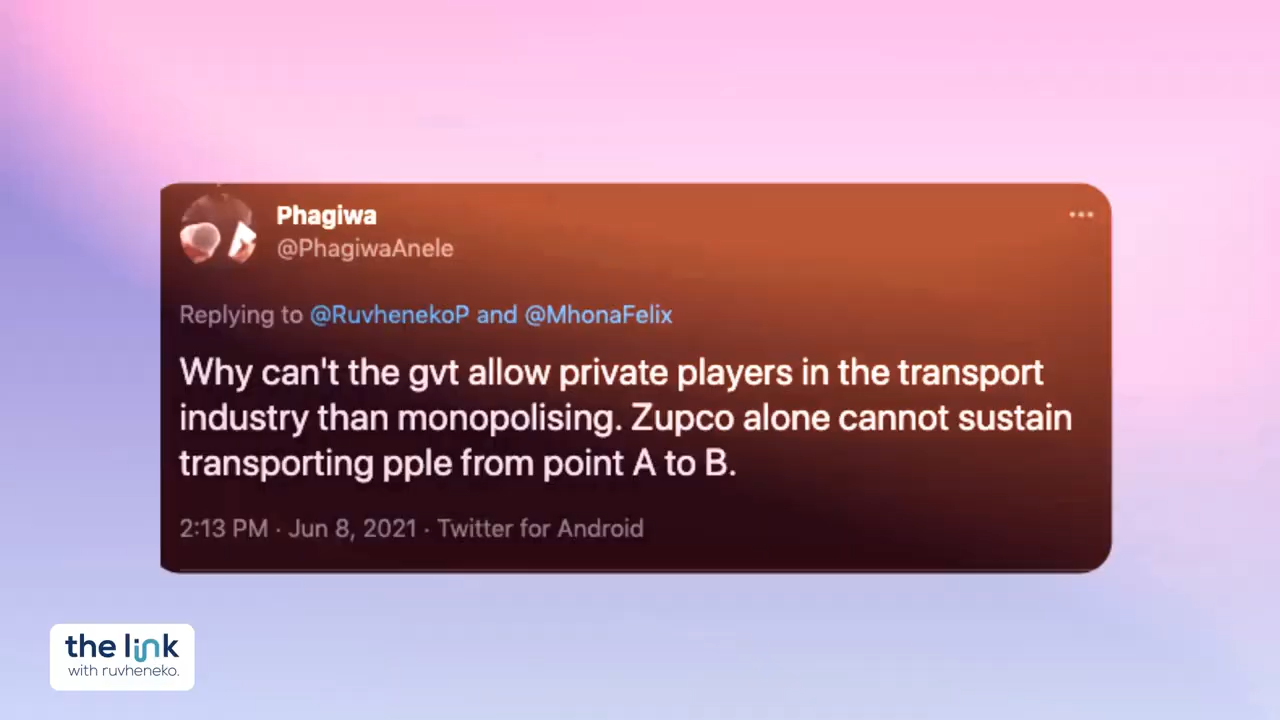 Phagiwa
@PhagiwaAnele
Replying to @RuvhenekoP and @MhonaFelix
Why can't the gvt allow private players in the transport
industry than monopolising. Zupco alone cannot sustain
transporting pple from point A to B.
2:13 PM · Jun 8, 2021 · Twitter for Android
the link
with ruvheneko.